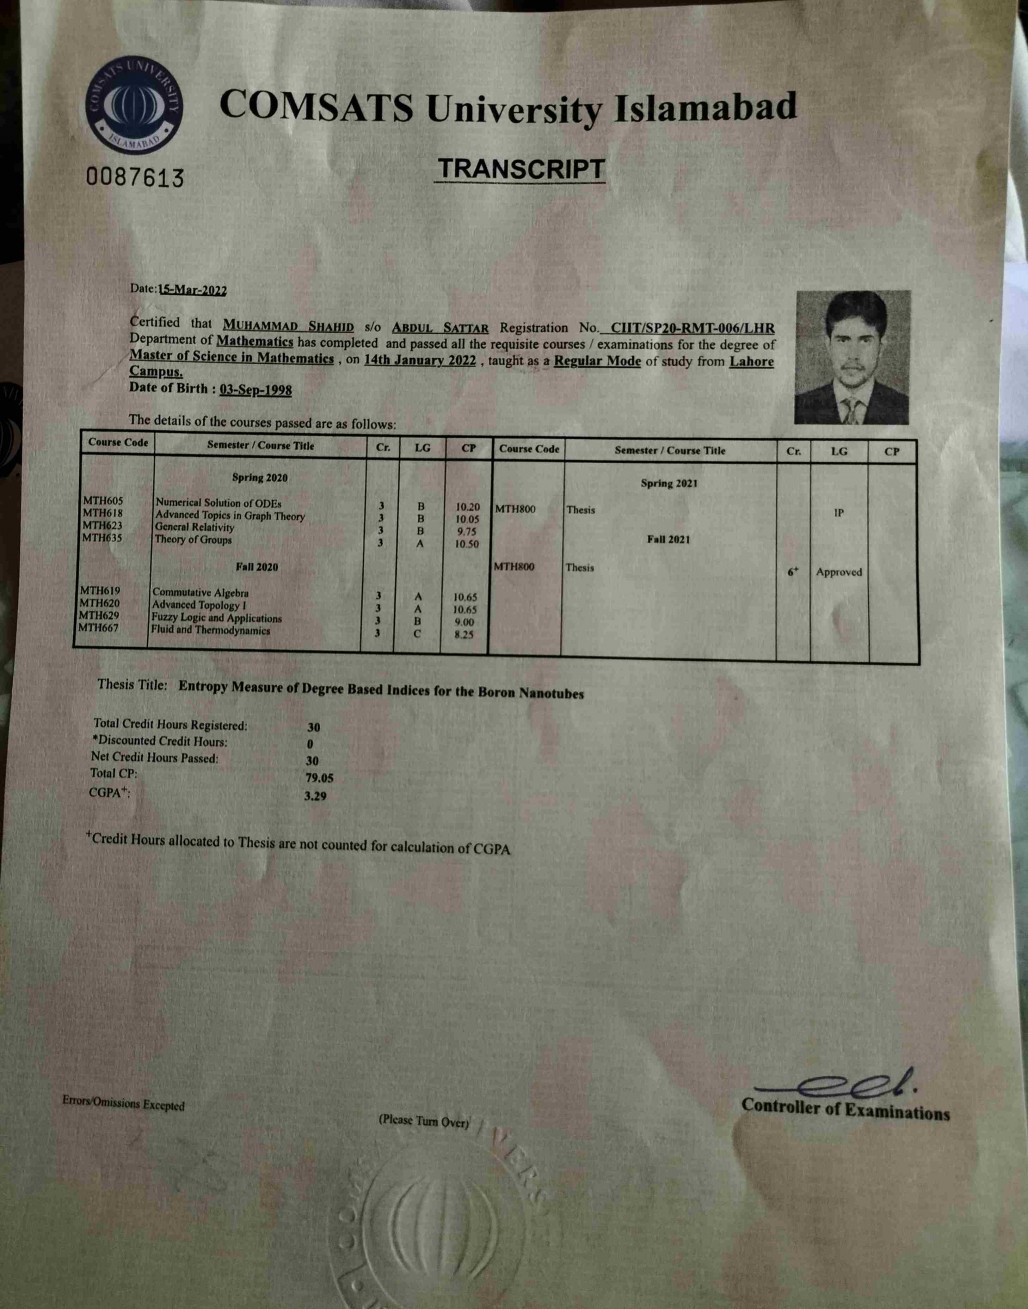 COMSATS UNIVERSITY
ISLAMABAD
COMSATS University Islamabad
TRANSCRIPT
0087613
Date:15-Mar-2022
Certified that MUHAMMAD SHAHID s/o ABDUL SATTAR Registration No. CIIT/SP20-RMT-006/LHR
Department of Mathematics has completed and passed all the requisite courses / examinations for the degree of
Master of Science in Mathematics , on 14th January 2022 , taught as a Regular Mode of study from Lahore
Campus.
Date of Birth : 03-Sep-1998
The details of the courses passed are as follows:
Course Code Semester / Course Title Cr. LG CP Course Code Semester / Course Title Cr. LG CP
Spring 2020
MTH605 Numerical Solution of ODEs 3 B 10.20
MTH618 Advanced Topics in Graph Theory 3 B 10.05
MTH623 General Relativity 3 B 9.75
MTH635 Theory of Groups 3 A 10.50
Fall 2020
MTH619 Commutative Algebra 3 A 10.65
MTH620 Advanced Topology I 3 A 10.65
MTH629 Fuzzy Logic and Applications 3 B 9.00
MTH667 Fluid and Thermodynamics 3 C 8.25
Spring 2021
MTH800 Thesis IP
Fall 2021
MTH800 Thesis 6+ Approved
Thesis Title: Entropy Measure of Degree Based Indices for the Boron Nanotubes
Total Credit Hours Registered: 30
*Discounted Credit Hours: 0
Net Credit Hours Passed: 30
Total CP: 79.05
CGPA+: 3.29
+Credit Hours allocated to Thesis are not counted for calculation of CGPA
Errors/Omissions Excepted
(Please Turn Over)
Controller of Examinations